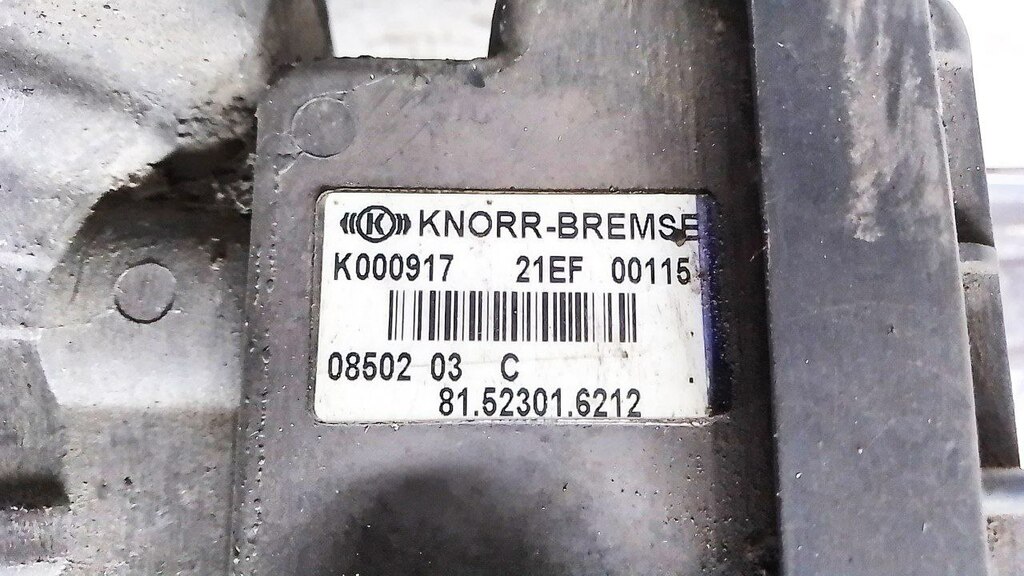 K KNORR-BREMSE
K000917 21EF 00115
08502 03 C
81.52301.6212